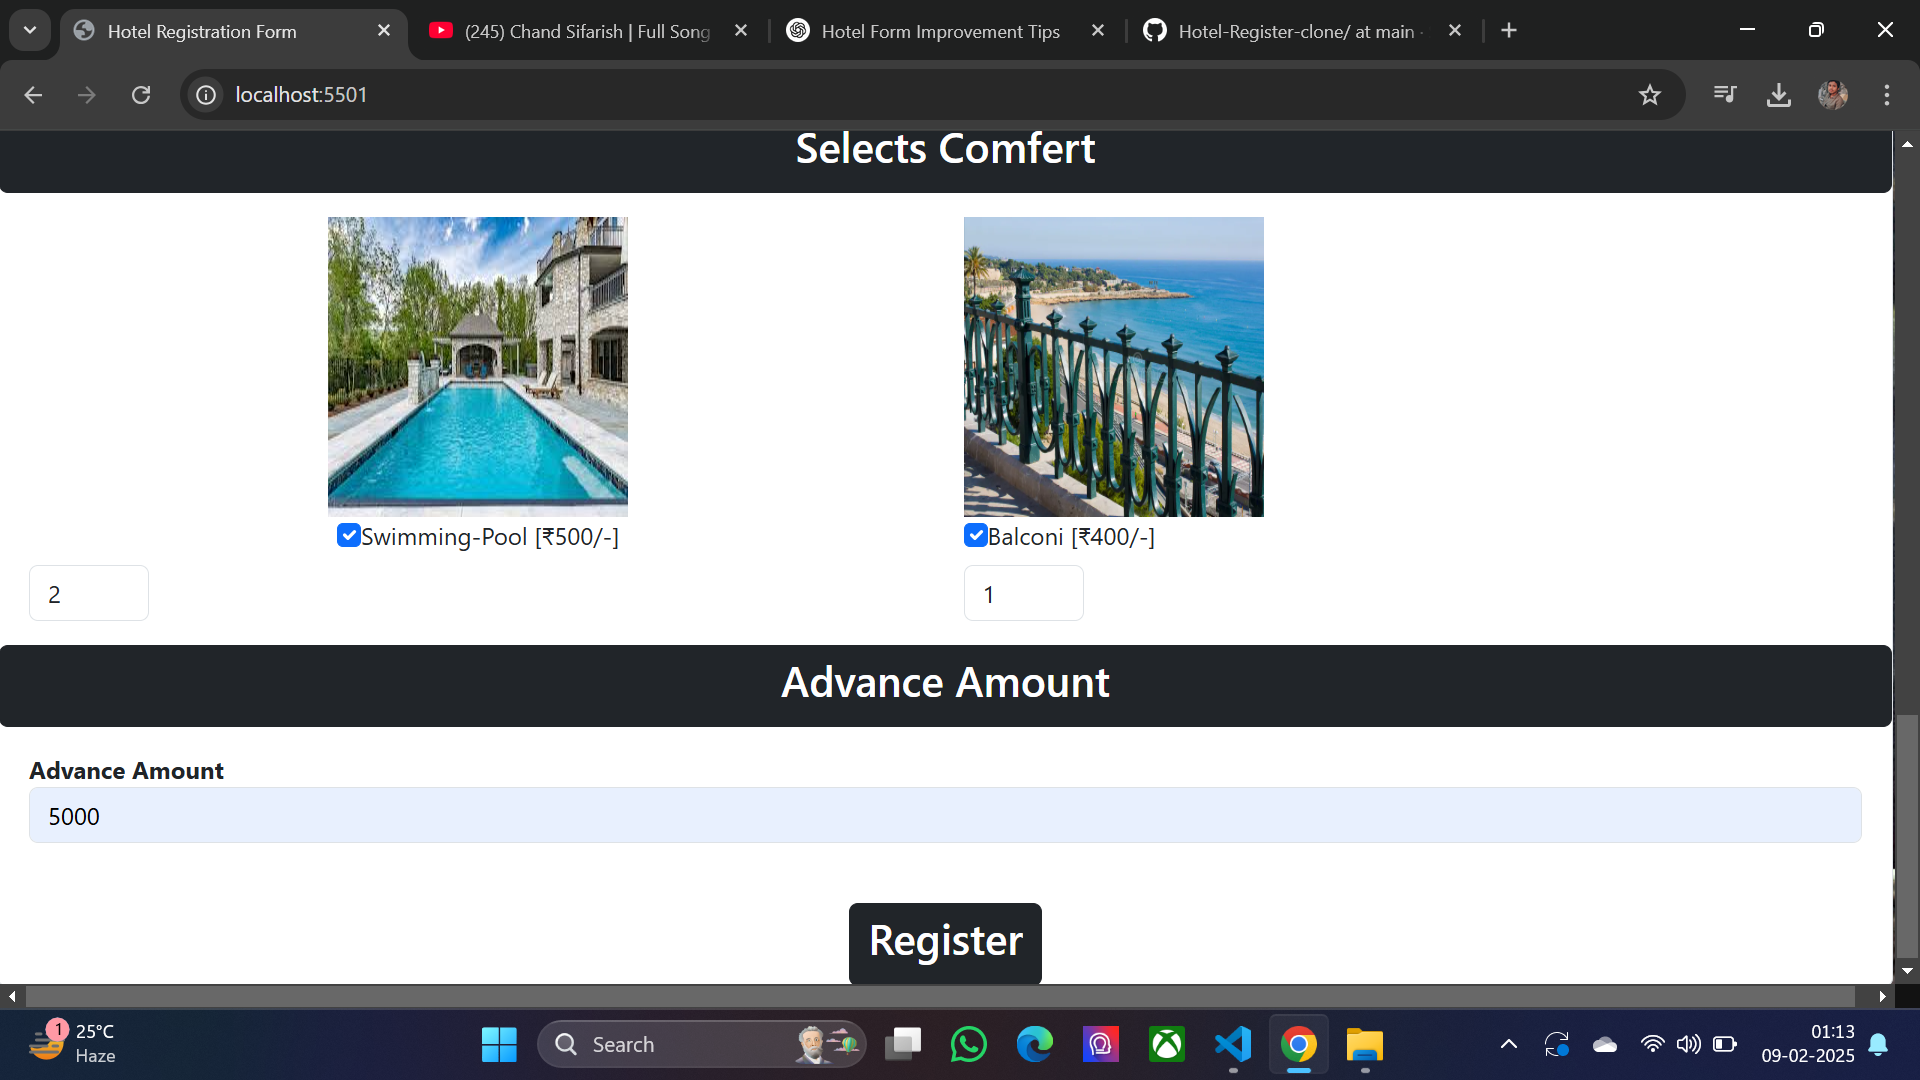 Hotel Registration Form
(245) Chand Sifarish | Full Song
Hotel Form Improvement Tips
Hotel-Register-clone/ at main ·
localhost:5501
Selects Comfert
Swimming-Pool [₹500/-]
Balconi [₹400/-]
2
1
Advance Amount
Advance Amount
5000
Register
1
25°C
Haze
Search
01:13
09-02-2025